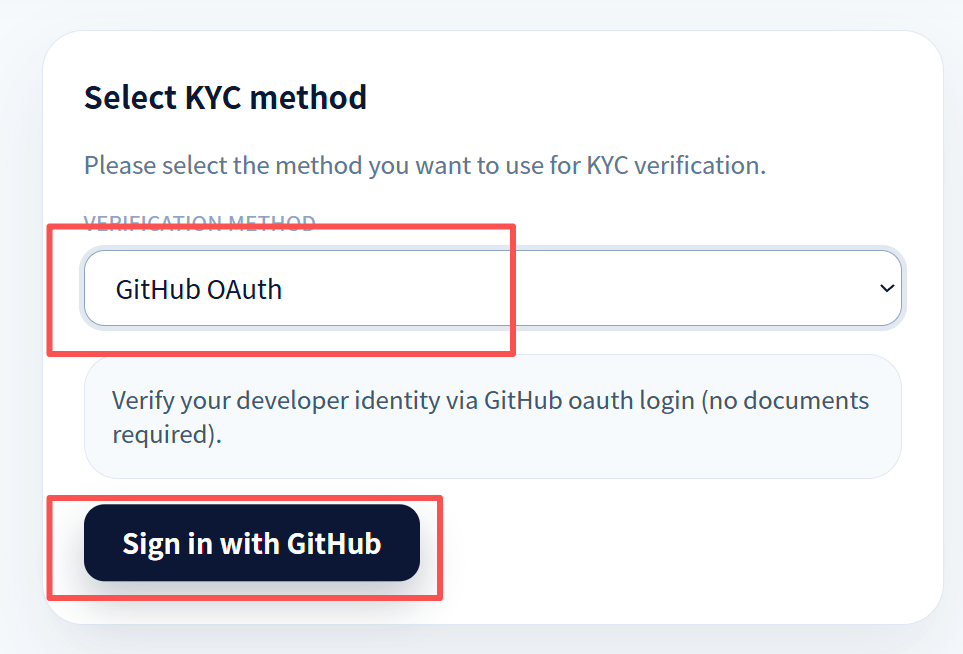 Select KYC method
Please select the method you want to use for KYC verification.
VERIFICATION METHOD
GitHub OAuth
Verify your developer identity via GitHub oauth login (no documents
required).
Sign in with GitHub